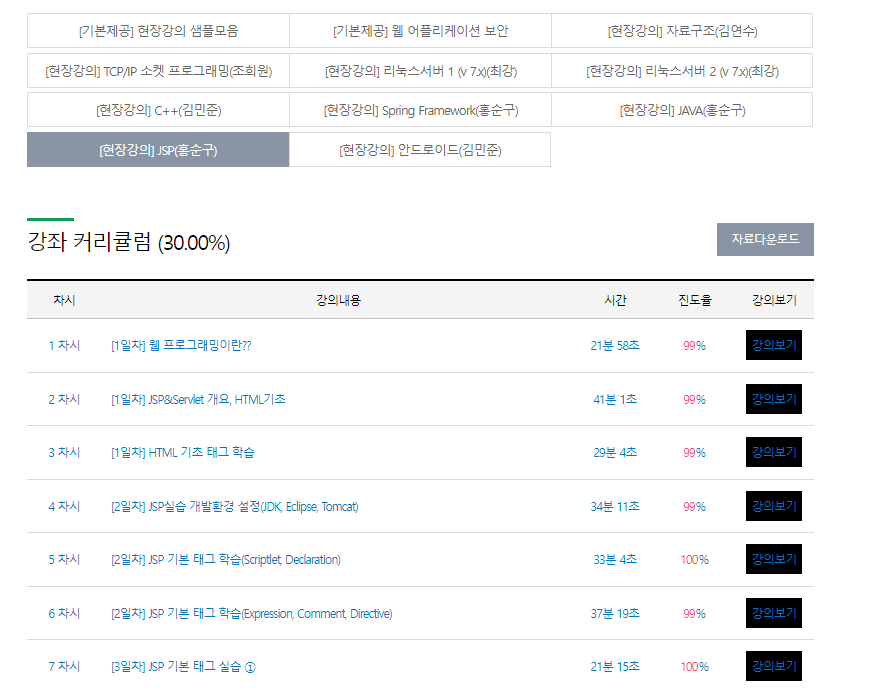 [기본제공] 현장강의 샘플모음 [기본제공] 웹 어플리케이션 보안 [현장강의] 자료구조(김연수)
[현장강의] TCP/IP 소켓 프로그래밍(조희원) [현장강의] 리눅스서버 1 (v 7.x)(최강) [현장강의] 리눅스서버 2 (v 7.x)(최강)
[현장강의] C++(김민준) [현장강의] Spring Framework(홍순구) [현장강의] JAVA(홍순구)
[현장강의] JSP(홍순구) [현장강의] 안드로이드(김민준)
강좌 커리큘럼 (30.00%) 자료다운로드
차시 강의내용 시간 진도율 강의보기
1 차시 [1일차] 웹 프로그래밍이란?? 21분 58초 99% 강의보기
2 차시 [1일차] JSP&Servlet 개요, HTML기초 41분 1초 99% 강의보기
3 차시 [1일차] HTML 기초 태그 학습 29분 4초 99% 강의보기
4 차시 [2일차] JSP실습 개발환경 설정(JDK, Eclipse, Tomcat) 34분 11초 99% 강의보기
5 차시 [2일차] JSP 기본 태그 학습(Scriptlet, Declaration) 33분 4초 100% 강의보기
6 차시 [2일차] JSP 기본 태그 학습(Expression, Comment, Directive) 37분 19초 99% 강의보기
7 차시 [3일차] JSP 기본 태그 실습 ① 21분 15초 100% 강의보기